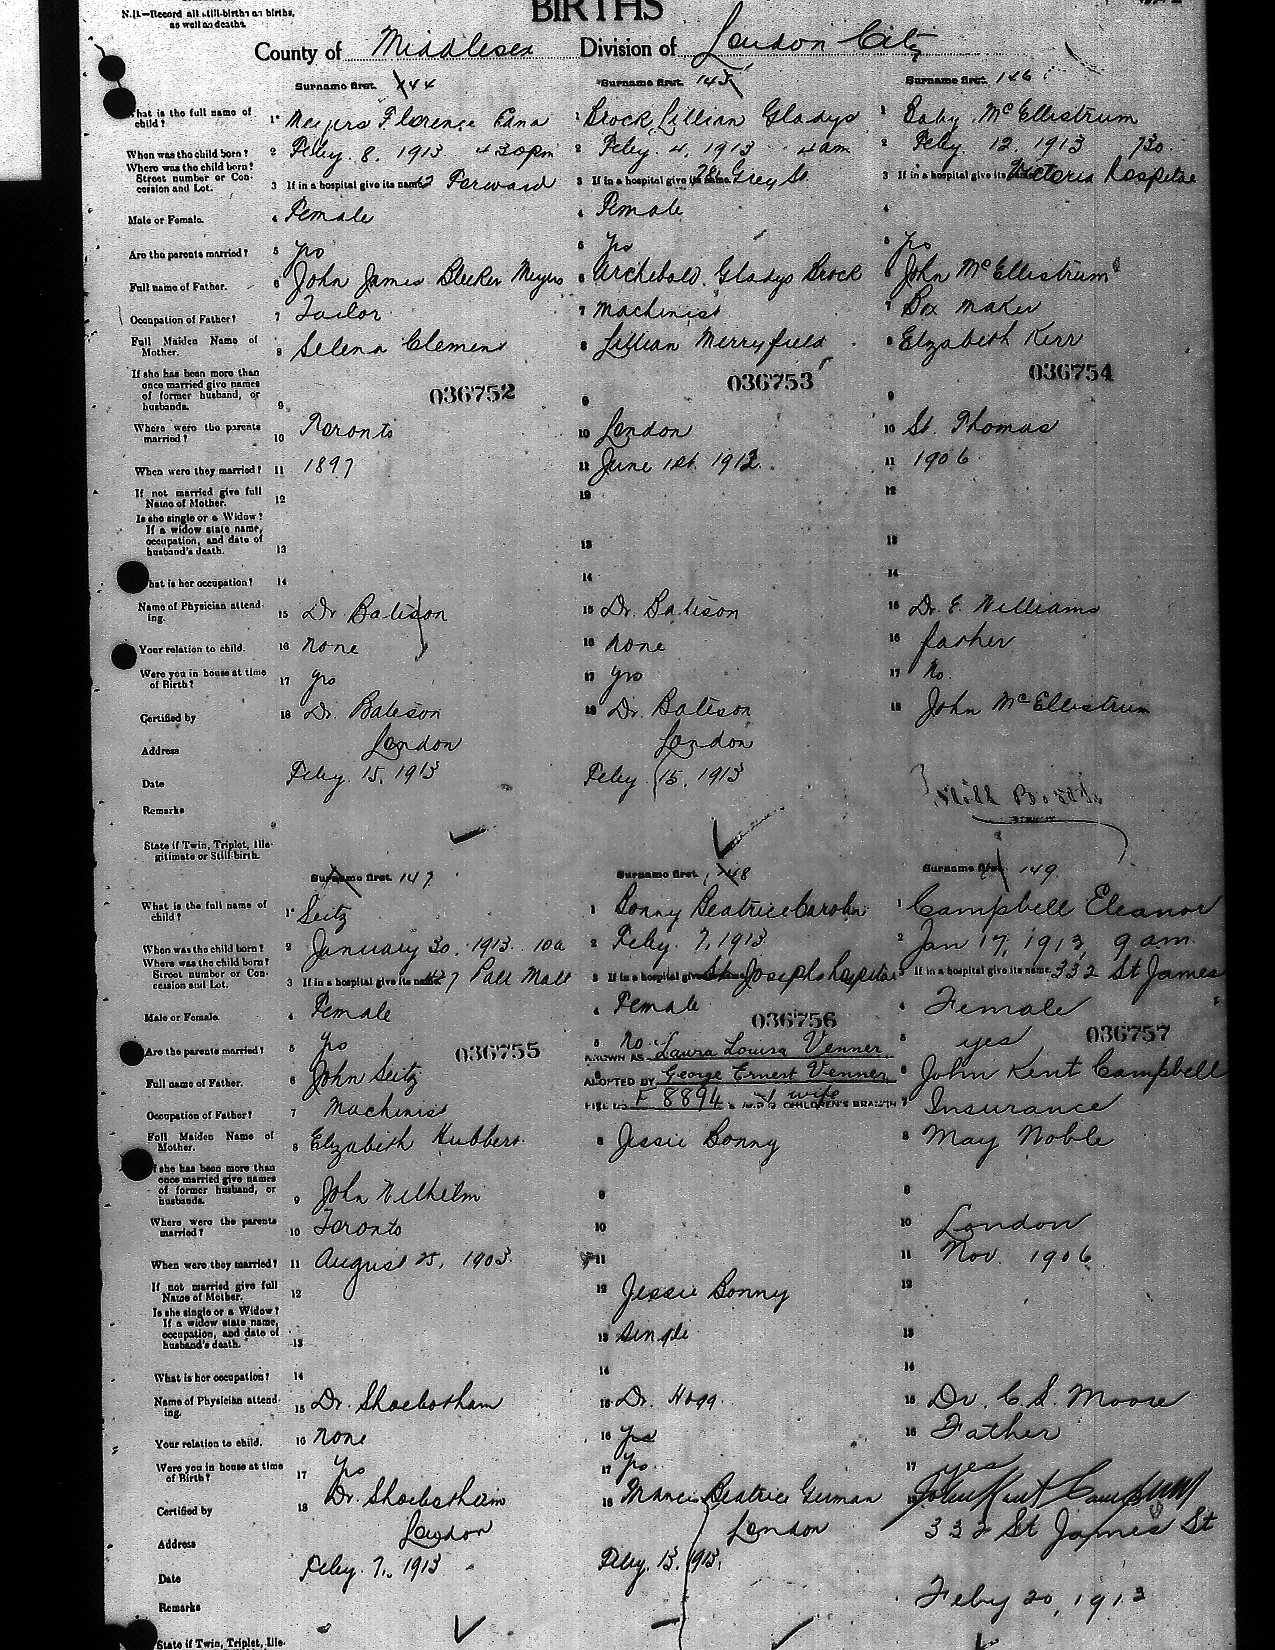 N.B.—Record all still-births as births,
as well as deaths.
BIRTHS
County of Middlesex Division of London City
Surname first. 144
Surname first. 145
Surname first. 146
What is the full name of
child?
1 Meyers Florence Edna
1 Brock Lillian Gladys
1 Baby McEllistrum
When was the child born?
2 Feby. 8, 1913 4 30 pm
2 Feby. 4, 1913 4 am
2 Feby. 12, 1913 730
Where was the child born?
Street number or Con-
cession and Lot.
3 If in a hospital give its name. Forward
3 If in a hospital give its name. Grey St.
3 If in a hospital give its Victoria Hospital
Male or Female.
4 Female
4 Female
4
Are the parents married?
5 yes
5 yes
5 yes
Full name of Father.
6 John James Bleeker Meyers
6 Archibald Gladys Brock
6 John McEllistrum
Occupation of Father?
7 Tailor
7 Machinist
7 Box maker
Full Maiden Name of
Mother.
8 Selena Clemens
8 Lillian Merryfield
8 Elzabeth Kerr
If she has been more than
once married give names
of former husband, or
husbands.
9
036752
9
036753
9
036754
Where were the parents
married?
10 Toronto
10 London
10 St. Thomas
When were they married?
11 1897
11 June 1st. 1912.
11 1906
If not married give full
Name of Mother.
12
12
12
Is she single or a Widow?
If a widow state name,
occupation, and date of
husband's death.
13
13
13
What is her occupation?
14
14
14
Name of Physician attend-
ing.
15 Dr. Bateson
15 Dr. Bateson
15 Dr. E. Williams
Your relation to child.
16 none
16 none
16 father
Were you in house at time
of Birth?
17 yes
17 yes
17 No.
Certified by
18 Dr. Bateson
18 Dr. Bateson
18 John McEllistrum
Address
London
London
Date
Feby. 15, 1913
Feby. 15, 1913
Remarks
Still Birth
State if Twin, Triplet, Ille-
gitimate or Still-birth.
Surname first. 147
Surname first. 148
Surname first. 149
What is the full name of
child?
1 Seitz
1 Bonny Beatrice Carolin
1 Campbell Eleanor
When was the child born?
2 January 30. 1913. 10a
2 Feby. 7, 1913
2 Jan 17, 1913, 9 am.
Where was the child born?
Street number or Con-
cession and Lot.
3 If in a hospital give its name. Pall Mall
3 If in a hospital give its name. St Josephs hospital
3 If in a hospital give its name. 332 St James
Male or Female.
4 Female
4 Female
4 Female
036756
Are the parents married?
5 yes
036755
5 no.
KNOWN AS Laura Louisa Venner
5 yes
036757
Full name of Father.
6 John Seitz
6
ADOPTED BY George Ernest Venner
6 John Kent Campbell
Occupation of Father?
7 Machinist
FILE NO. F 8894 & wife CHILDREN'S BRANCH
7 Insurance
Full Maiden Name of
Mother.
8 Elzabeth Hubbers.
8 Jessie Bonny
8 May Noble
If she has been more than
once married give names
of former husband, or
husbands.
9 John Wilhelm
9
9
Where were the parents
married?
10 Toronto
10
10 London
When were they married?
11 August 25, 1903.
11
11 Nov. 1906
If not married give full
Name of Mother.
12
12 Jessie Bonny
12
Is she single or a Widow?
If a widow state name,
occupation, and date of
husband's death.
13
13 single
13
What is her occupation?
14
14
14
Name of Physician attend-
ing.
15 Dr. Shoebotham
15 Dr. Hogg.
15 Dr. C. S. Moore
Your relation to child.
16 none
16 yes
16 Father
Were you in house at time
of Birth?
17 yes
17 yes.
17 yes
Certified by
18 Dr. Shoebotham
18 Beatrice German
18 John Kent Campbell
Address
London
London
332 St James St
Date
Feby. 7, 1913
Feby. 13, 1913.
Feby 20, 1913
Remarks
State if Twin, Triplet, Ille-